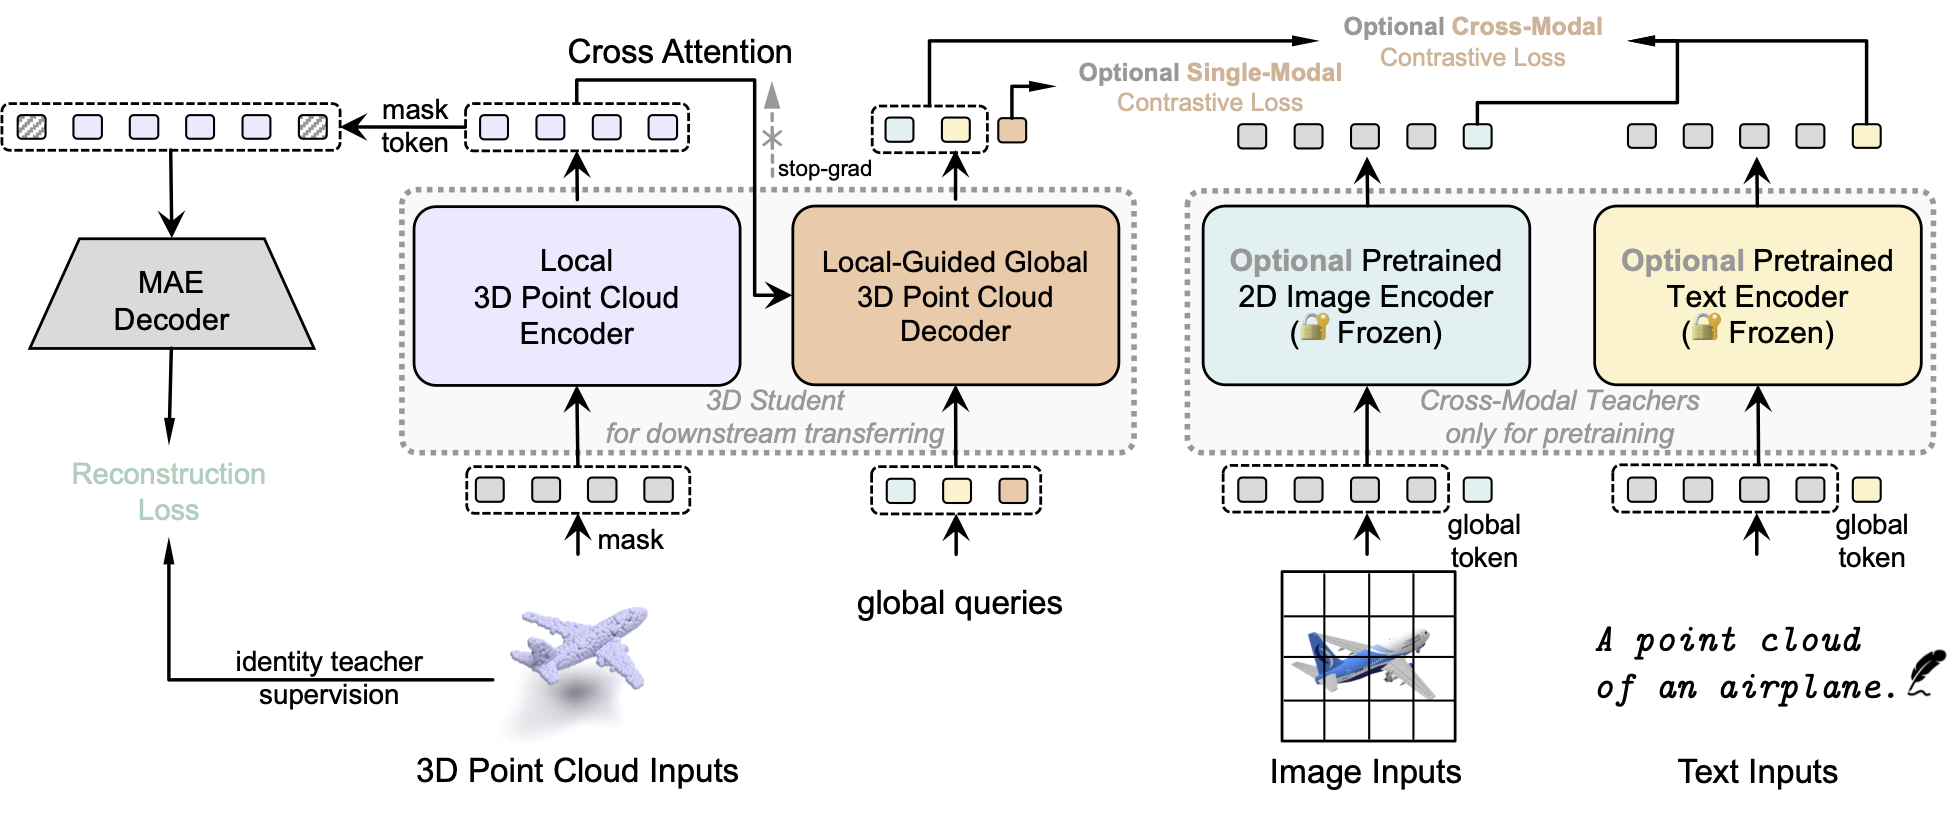 Optional Cross-Modal
Contrastive Loss
Cross Attention
Optional Single-Modal
Contrastive Loss
mask
token
stop-grad
MAE
Decoder
Local
3D Point Cloud
Encoder
Local-Guided Global
3D Point Cloud
Decoder
3D Student
for downstream transferring
Optional Pretrained
2D Image Encoder
(Frozen)
Optional Pretrained
Text Encoder
(Frozen)
Cross-Modal Teachers
only for pretraining
Reconstruction
Loss
mask
global queries
global
token
global
token
identity teacher
supervision
A point cloud
of an airplane.
3D Point Cloud Inputs
Image Inputs
Text Inputs